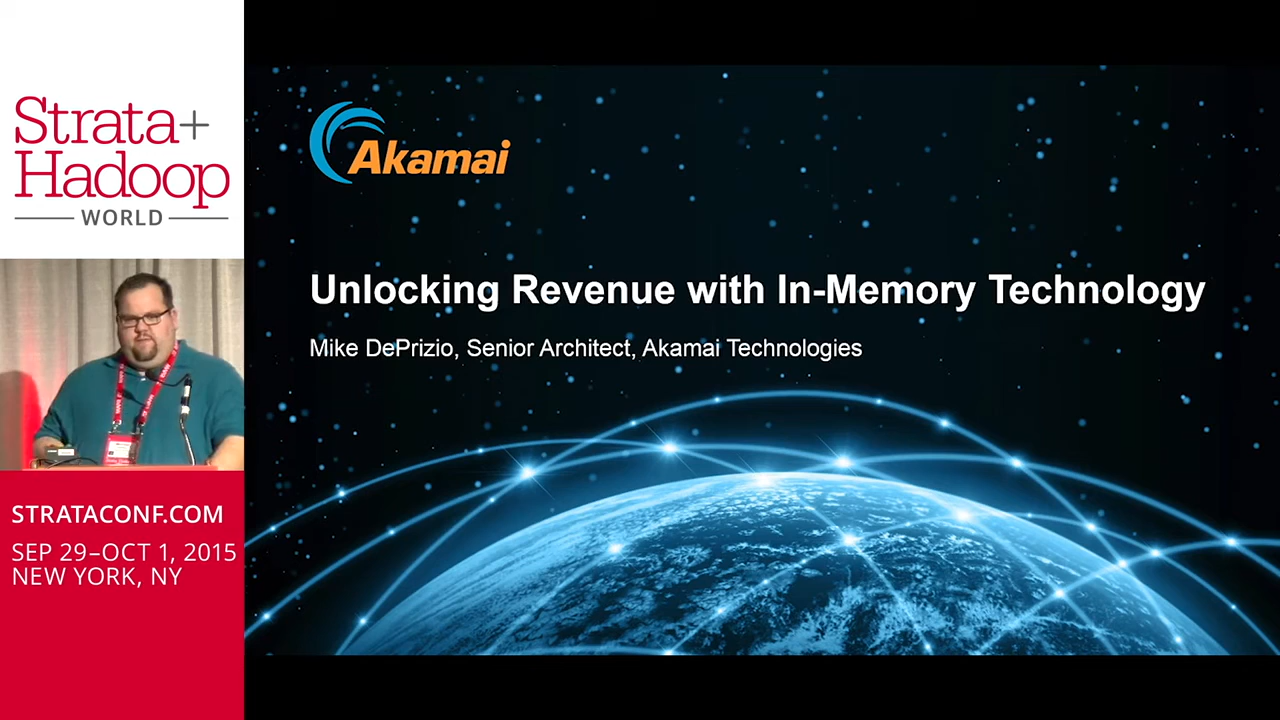 Strata+
Hadoop
WORLD
STRATACONF.COM
SEP 29–OCT 1, 2015
NEW YORK, NY
Akamai
Unlocking Revenue with In-Memory Technology
Mike DePrizio, Senior Architect, Akamai Technologies